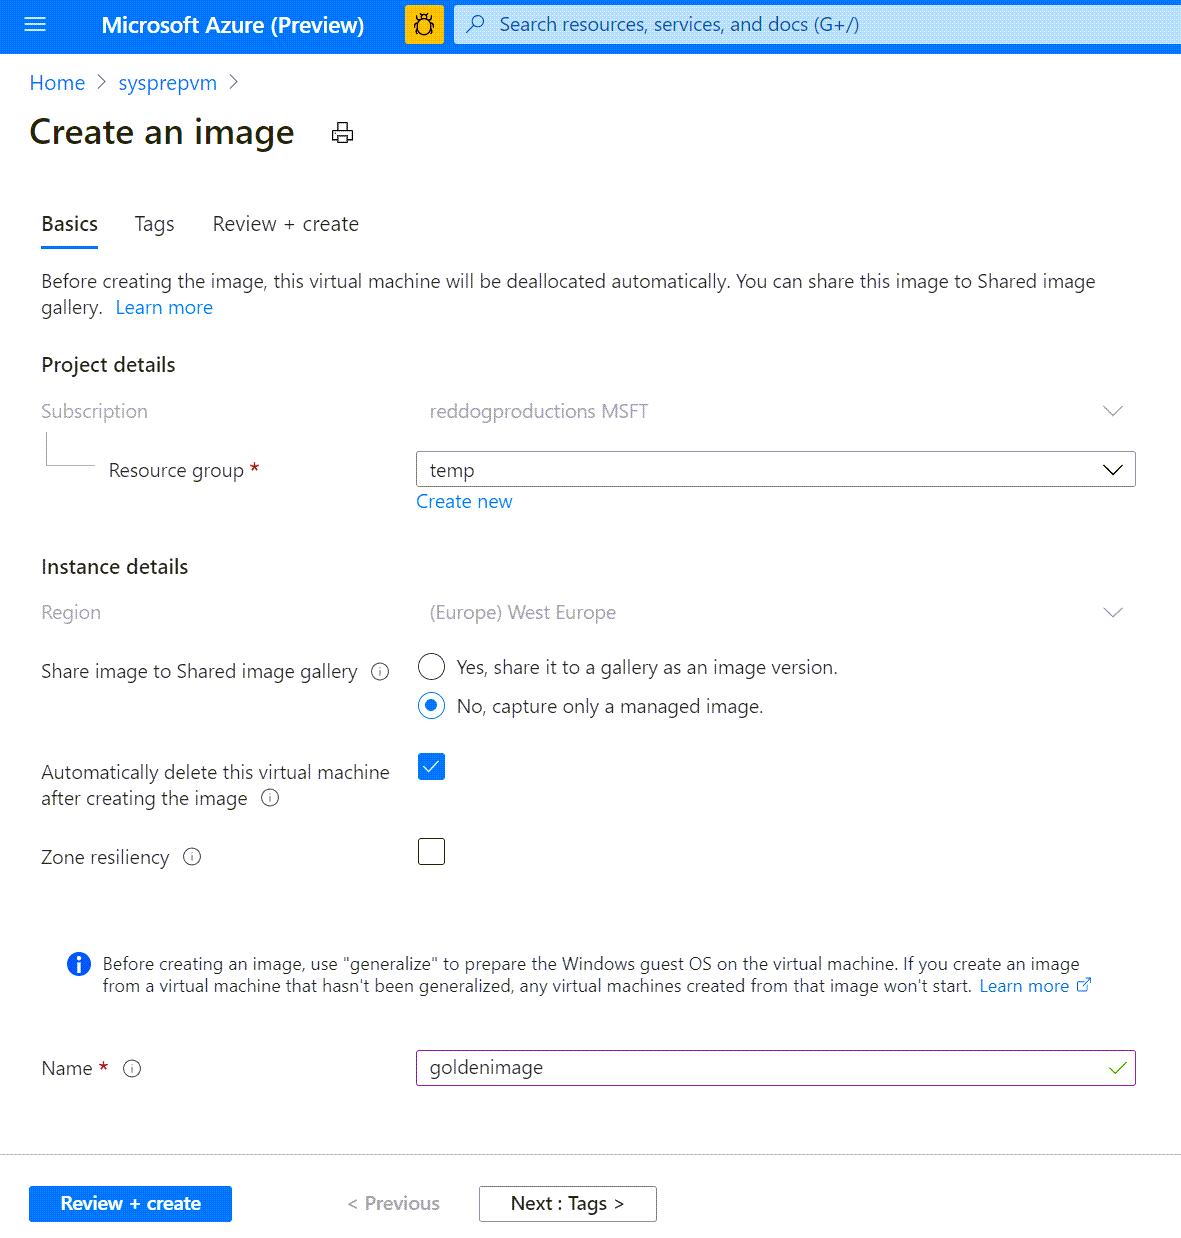 Microsoft Azure (Preview)
Search resources, services, and docs (G+/)
Home > sysprepvm >
Create an image
Basics Tags Review + create
Before creating the image, this virtual machine will be deallocated automatically. You can share this image to Shared image
gallery. Learn more
Project details
Subscription reddogproductions MSFT
Resource group * temp
Create new
Instance details
Region (Europe) West Europe
Share image to Shared image gallery Yes, share it to a gallery as an image version.
No, capture only a managed image.
Automatically delete this virtual machine
after creating the image
Zone resiliency
Before creating an image, use "generalize" to prepare the Windows guest OS on the virtual machine. If you create an image
from a virtual machine that hasn't been generalized, any virtual machines created from that image won't start. Learn more
Name * goldenimage
Review + create < Previous Next : Tags >